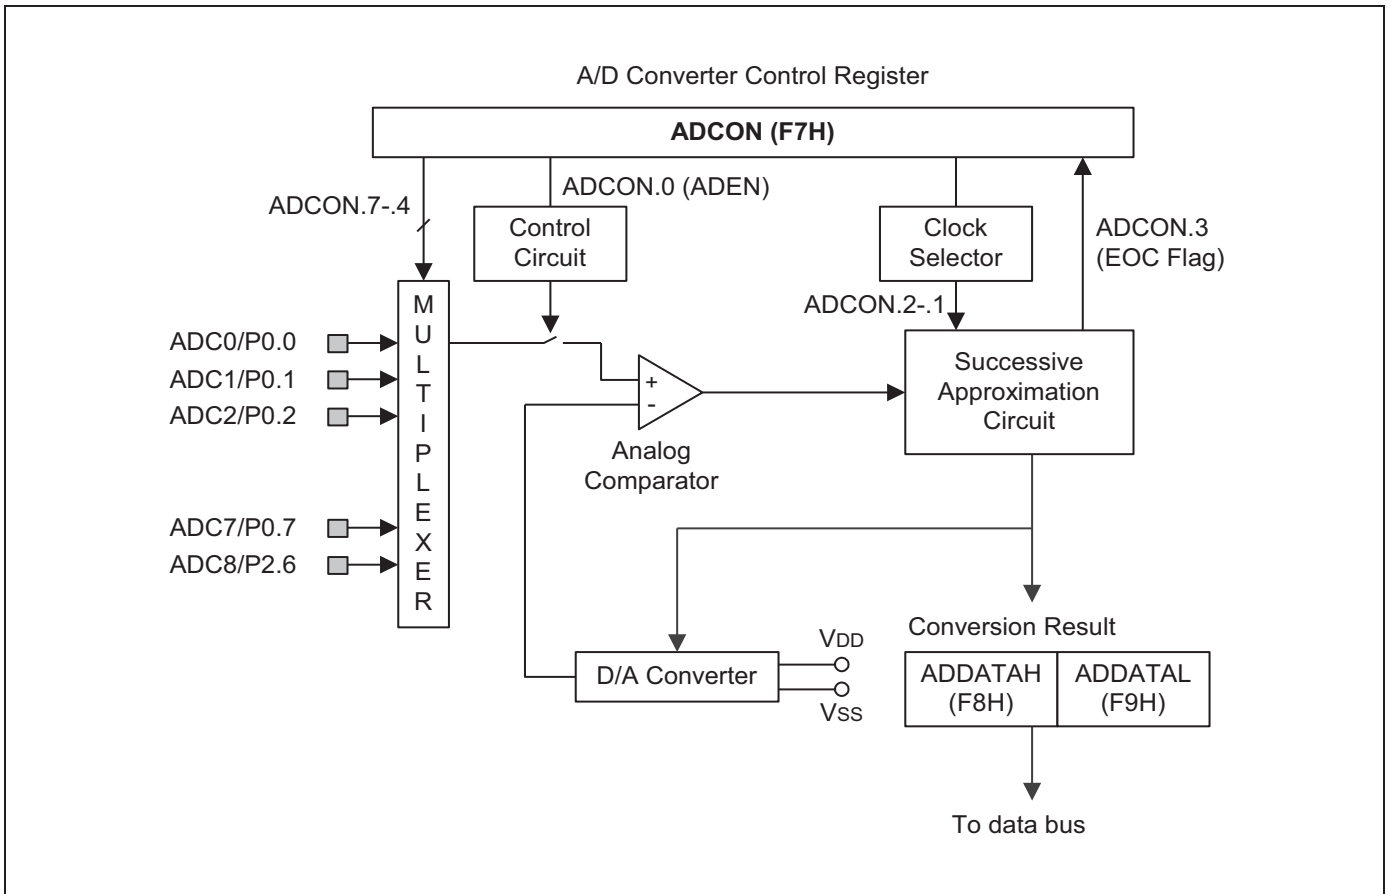 A/D Converter Control Register
ADCON (F7H)
ADCON.7-.4
ADCON.0 (ADEN)
Control
Circuit
Clock
Selector
ADCON.3
(EOC Flag)
ADCON.2-.1
MULTIPLEXER
ADC0/P0.0
ADC1/P0.1
ADC2/P0.2
ADC7/P0.7
ADC8/P2.6
+
-
Analog
Comparator
Successive
Approximation
Circuit
D/A Converter
VDD
VSS
Conversion Result
ADDATAH
(F8H)
ADDATAL
(F9H)
To data bus